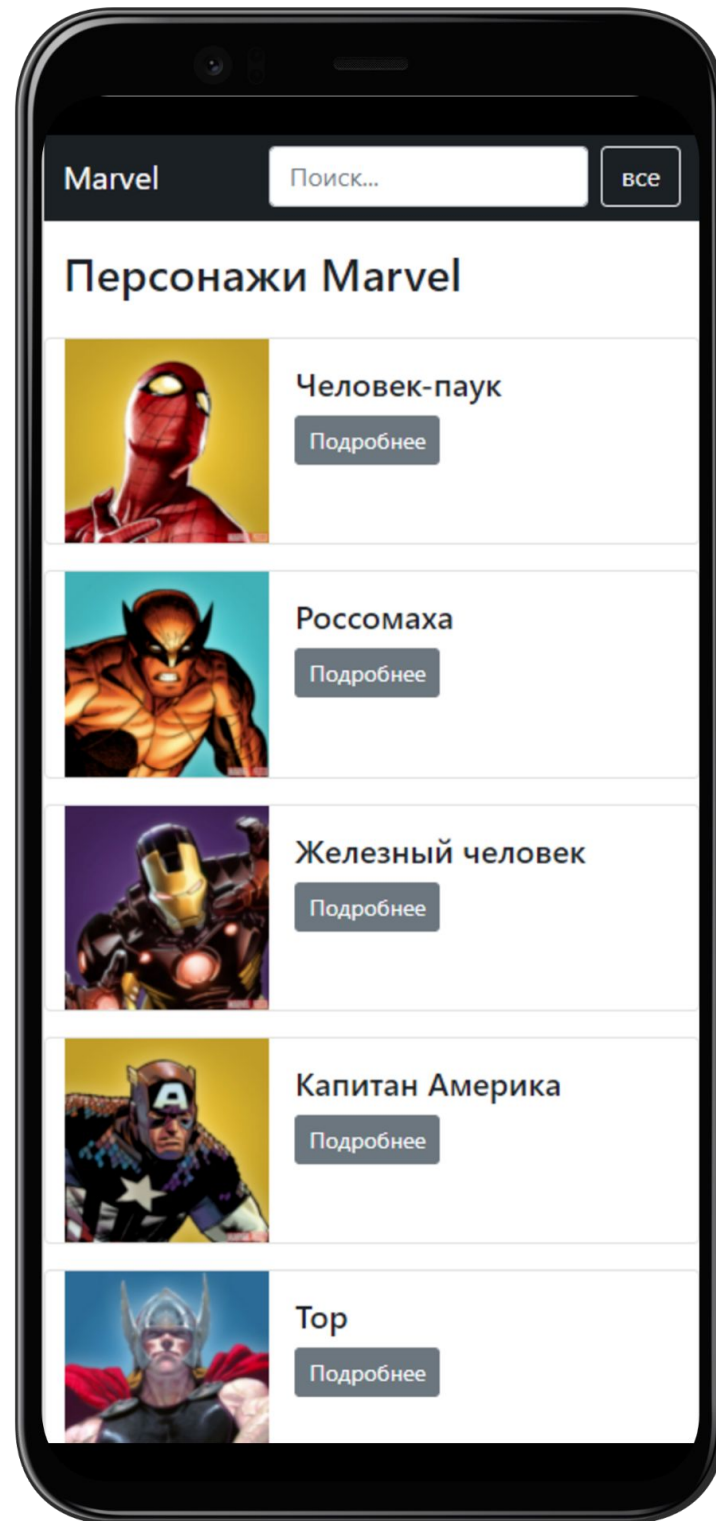 Marvel
Поиск...
все
Персонажи Marvel
Человек-паук
Подробнее
Россомаха
Подробнее
Железный человек
Подробнее
Капитан Америка
Подробнее
Тор
Подробнее